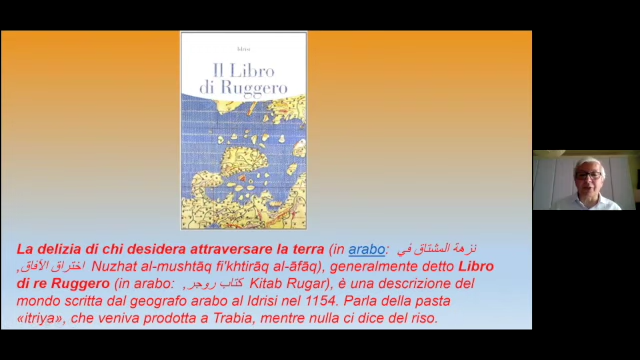 Idrisi
Il Libro
di Ruggero
La delizia di chi desidera attraversare la terra (in arabo: نزهة المشتاق في
اختراق الآفاق, Nuzhat al-mushtāq fi'khtirāq al-āfāq), generalmente detto Libro
di re Ruggero (in arabo: كتاب روجر, Kitab Rugar), é una descrizione del
mondo scritta dal geografo arabo al Idrisi nel 1154. Parla della pasta
«itriya», che veniva prodotta a Trabia, mentre nulla ci dice del riso.